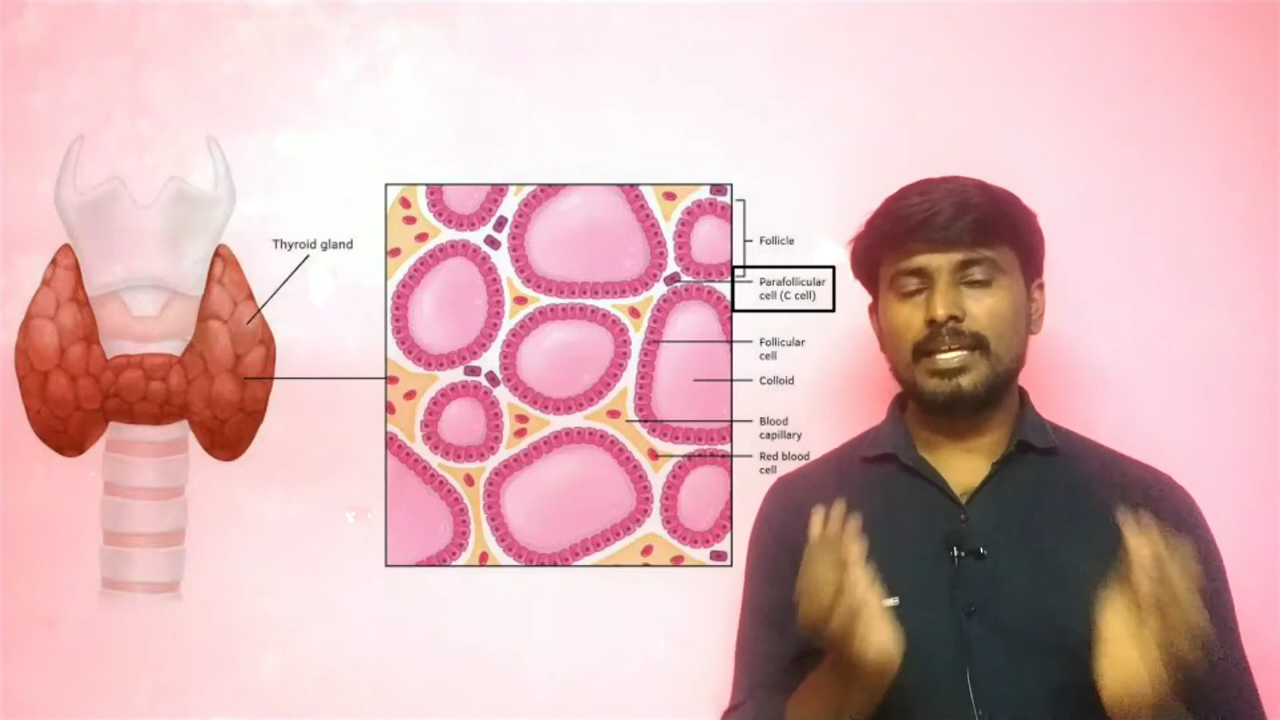 Thyroid gland
Follicle
Parafollicular
cell (C cell)
Follicular
cell
Colloid
Blood
capillary
Red blood
cell